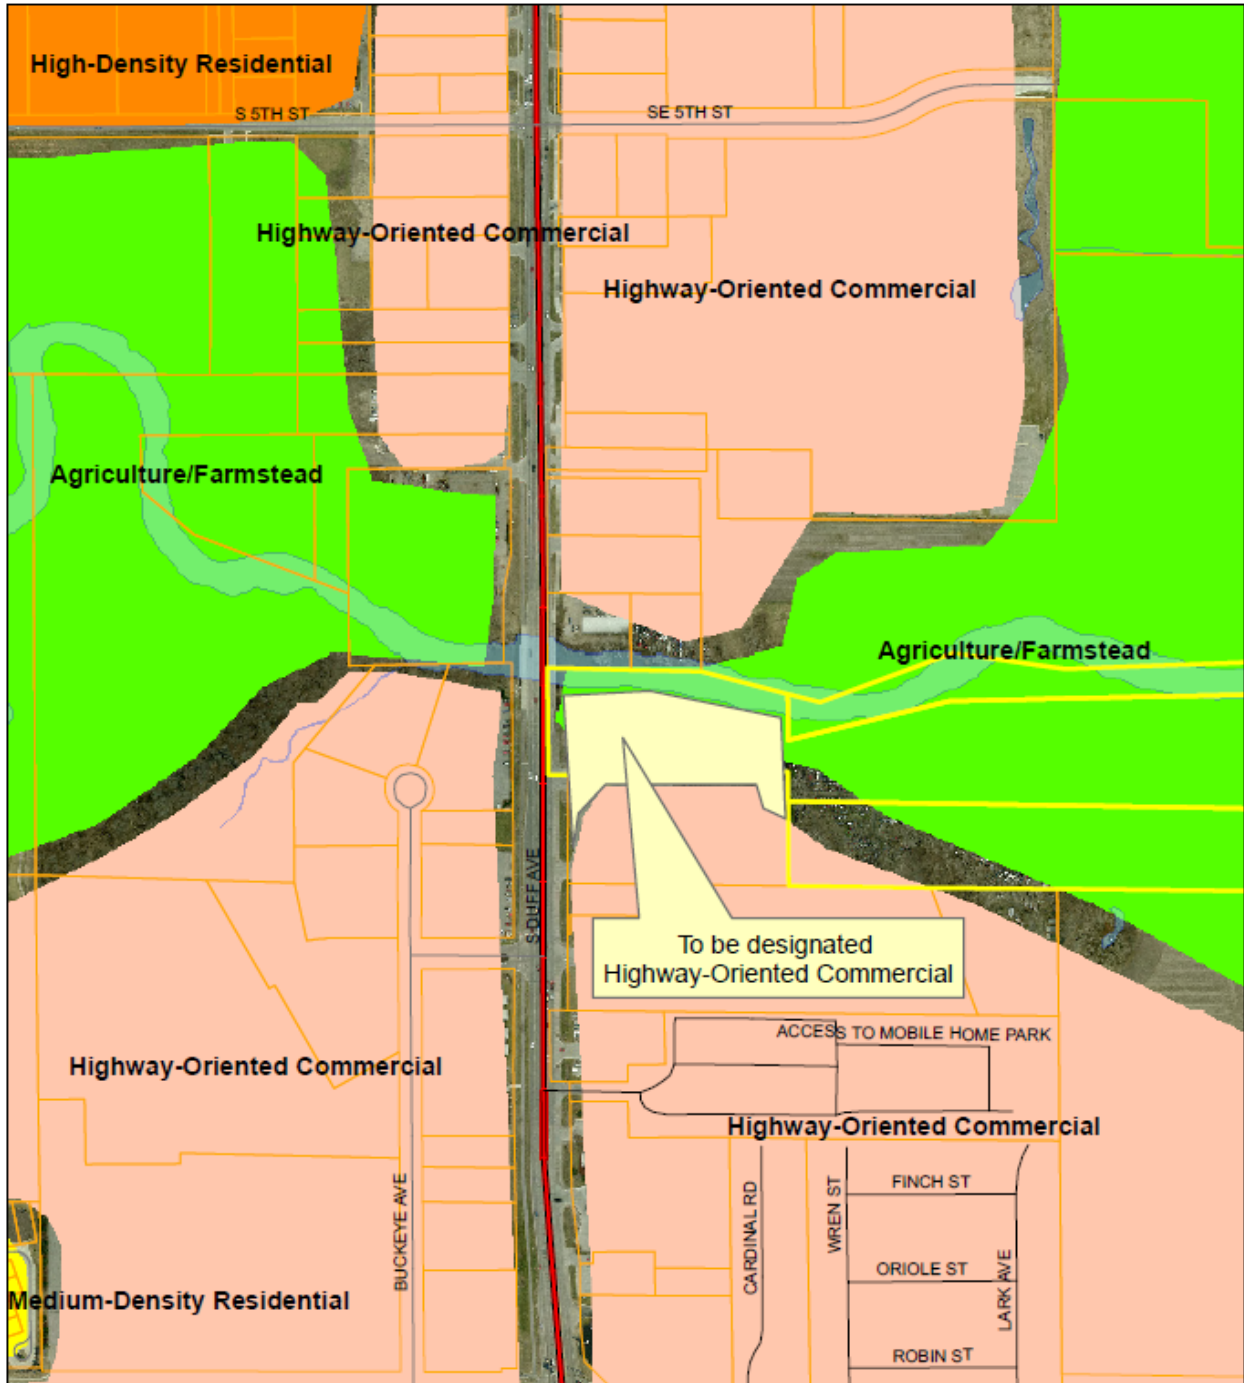 High-Density Residential
S 5TH ST
SE 5TH ST
Highway-Oriented Commercial
Highway-Oriented Commercial
Agriculture/Farmstead
Agriculture/Farmstead
S DUFF AVE
To be designated
Highway-Oriented Commercial
ACCESS TO MOBILE HOME PARK
Highway-Oriented Commercial
Highway-Oriented Commercial
BUCKEYE AVE
CARDINAL RD
WREN ST
FINCH ST
ORIOLE ST
LARK AVE
Medium-Density Residential
ROBIN ST